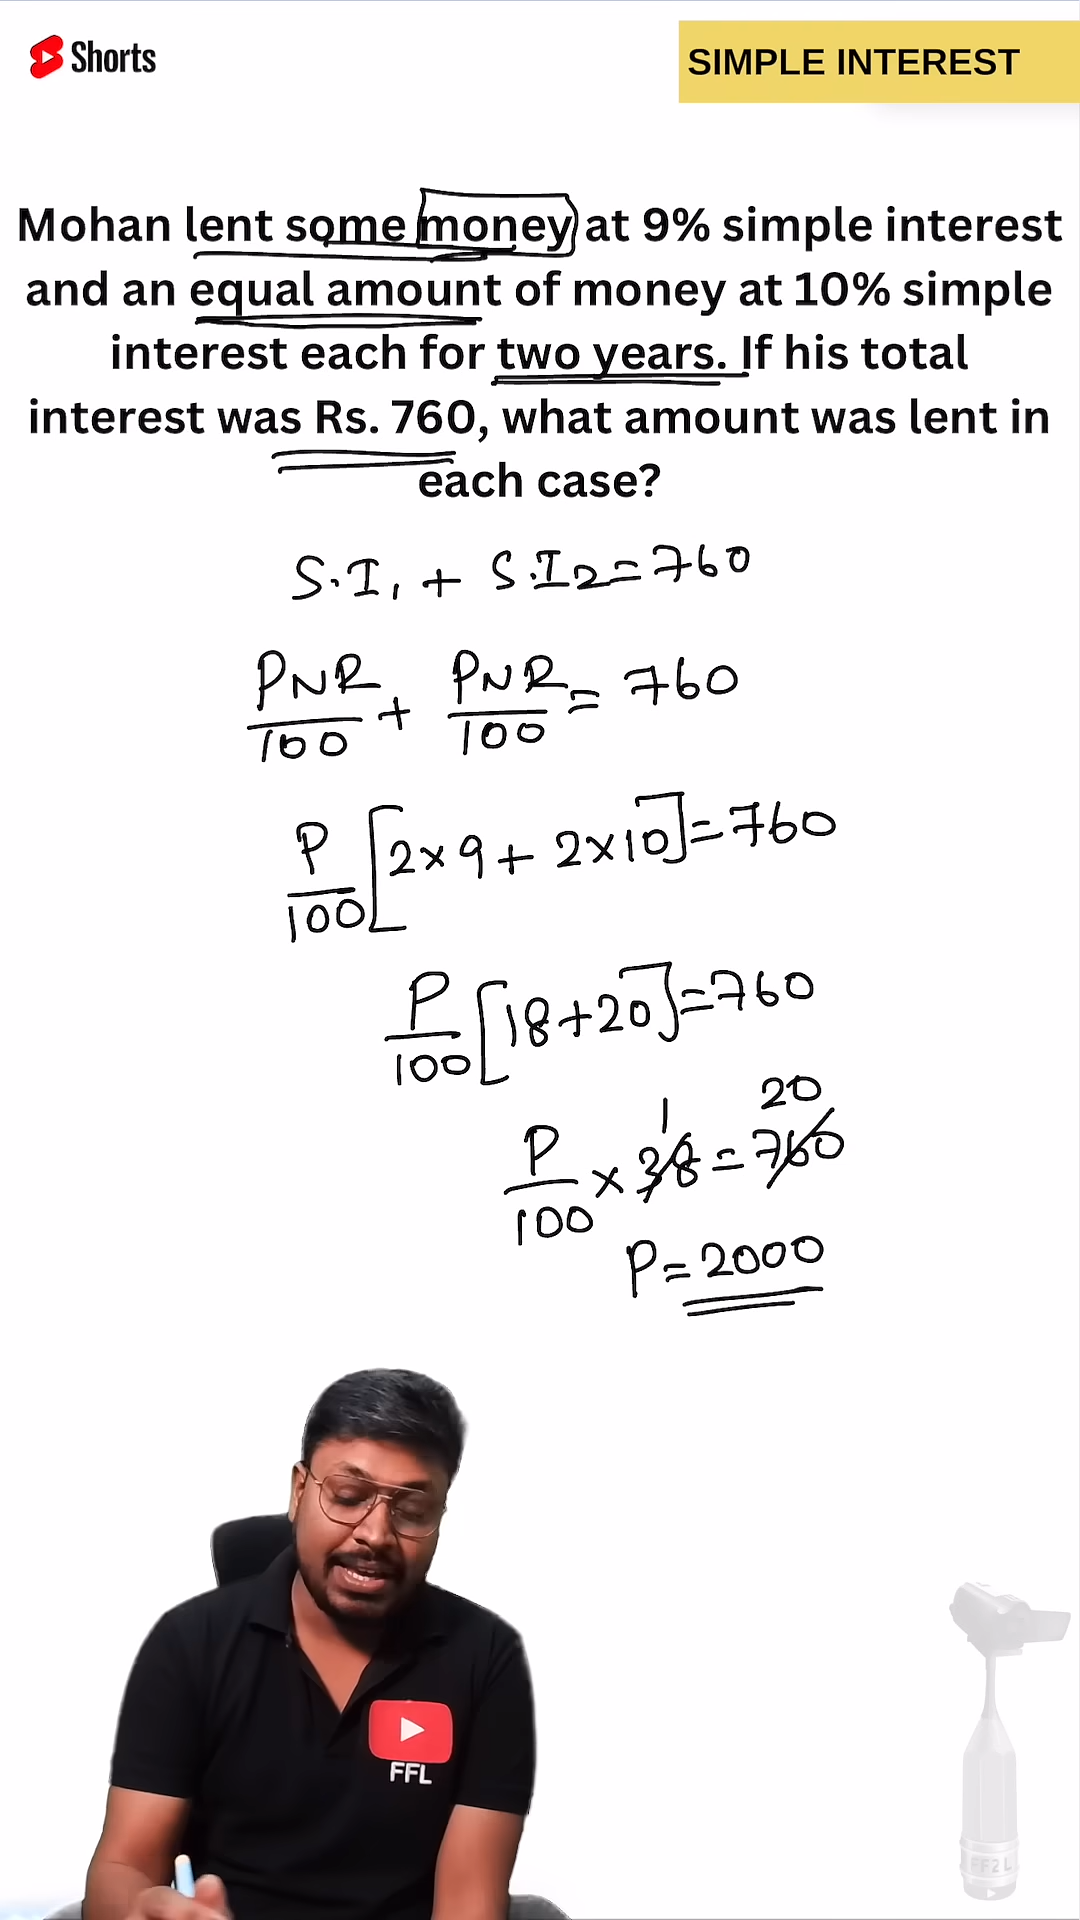 Shorts
SIMPLE INTEREST
Mohan lent some money at 9% simple interest
and an equal amount of money at 10% simple
interest each for two years. If his total
interest was Rs. 760, what amount was lent in
each case?
S.I₁ + S.I₂ = 760
PNR/100 + PNR/100 = 760
P/100 [2×9 + 2×10] = 760
P/100 [18+20] = 760
1 20
P/100 × 38 = 760
P = 2000
FFL
FF2L